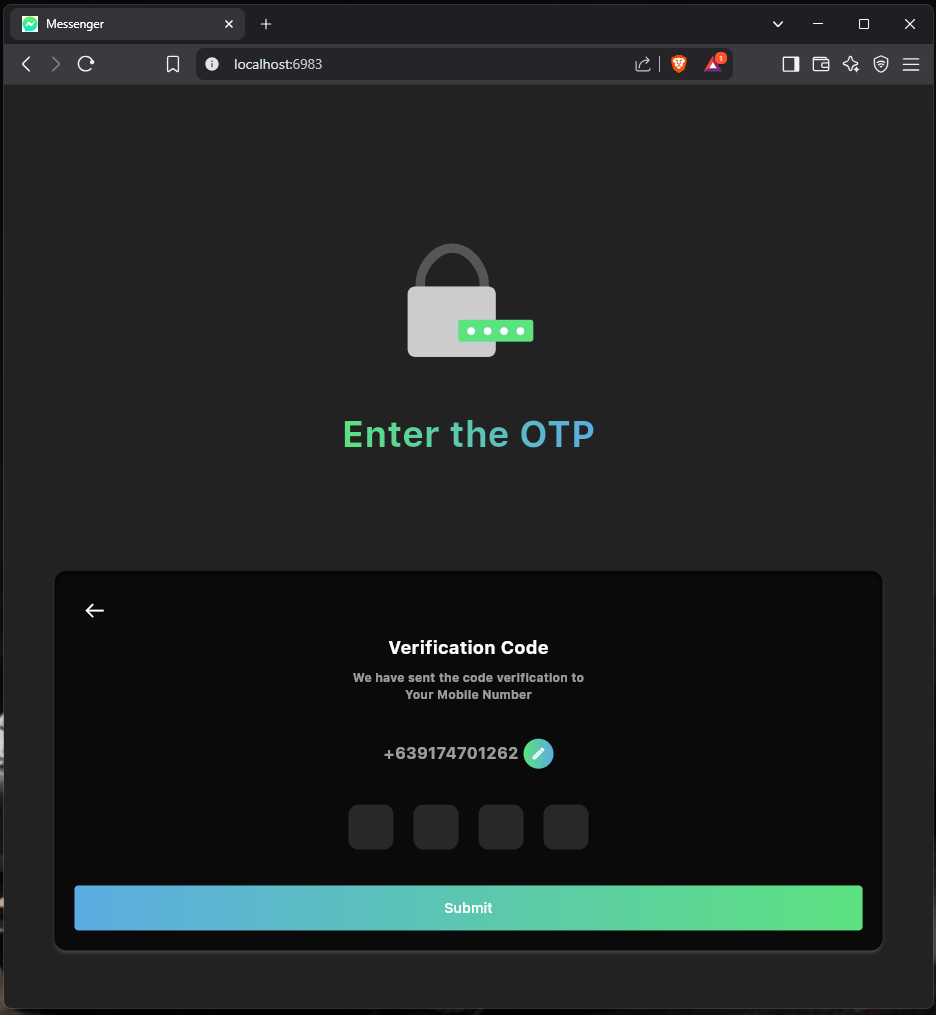 Messenger
localhost:6983
1
Enter the OTP
Verification Code
We have sent the code verification to
Your Mobile Number
+639174701262
Submit